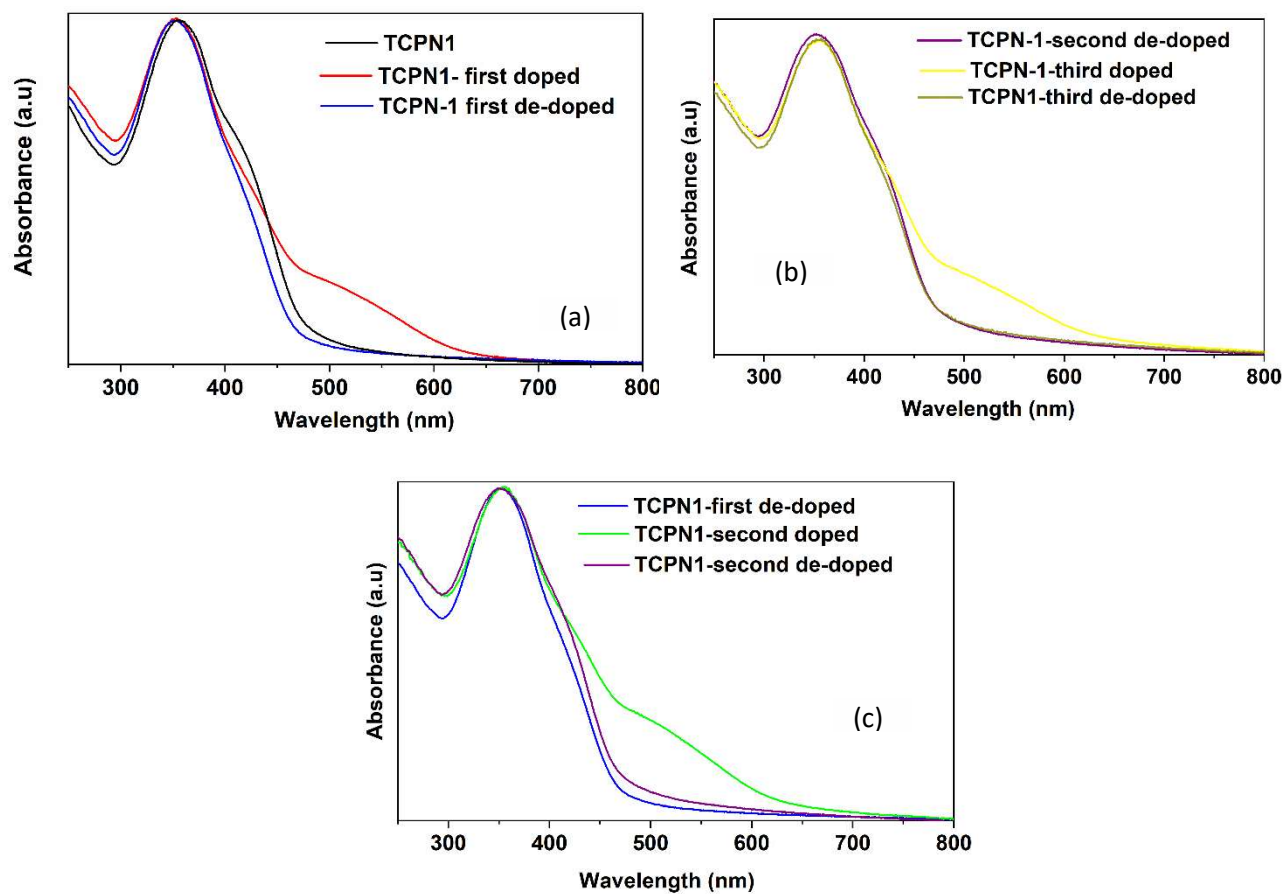 TCPN1
TCPN1- first doped
TCPN-1 first de-doped
Absorbance (a.u)
(a)
300 400 500 600 700 800
Wavelength (nm)
TCPN-1-second de-doped
TCPN-1-third doped
TCPN1-third de-doped
Absorbance (a.u)
(b)
300 400 500 600 700 800
Wavelength (nm)
TCPN1-first de-doped
TCPN1-second doped
TCPN1-second de-doped
Absorbance (a.u)
(c)
300 400 500 600 700 800
Wavelength (nm)